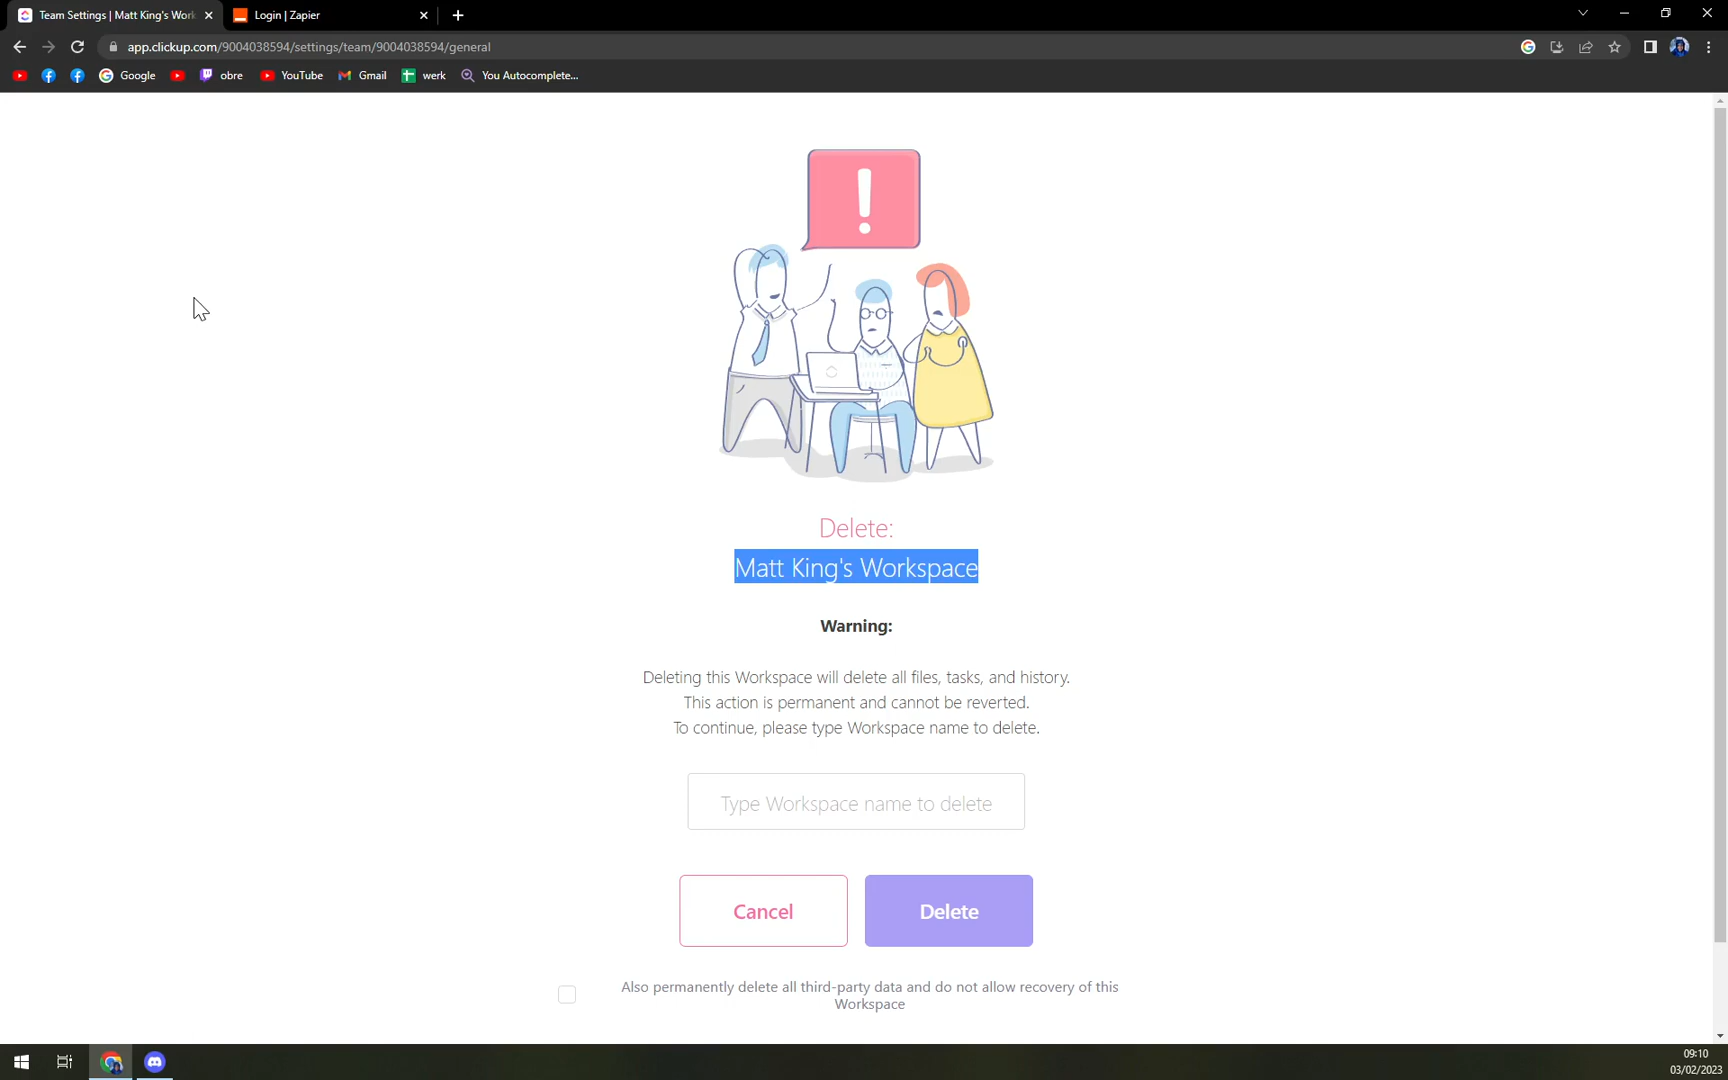 Team Settings | Matt King's Work
Login | Zapier
app.clickup.com/9004038594/settings/team/9004038594/general
Google
obre
YouTube
Gmail
werk
You Autocomplete...
!
Delete:
Matt King's Workspace
Warning:
Deleting this Workspace will delete all files, tasks, and history.
This action is permanent and cannot be reverted.
To continue, please type Workspace name to delete.
Type Workspace name to delete
Cancel
Delete
Also permanently delete all third-party data and do not allow recovery of this
Workspace
09:10
03/02/2023